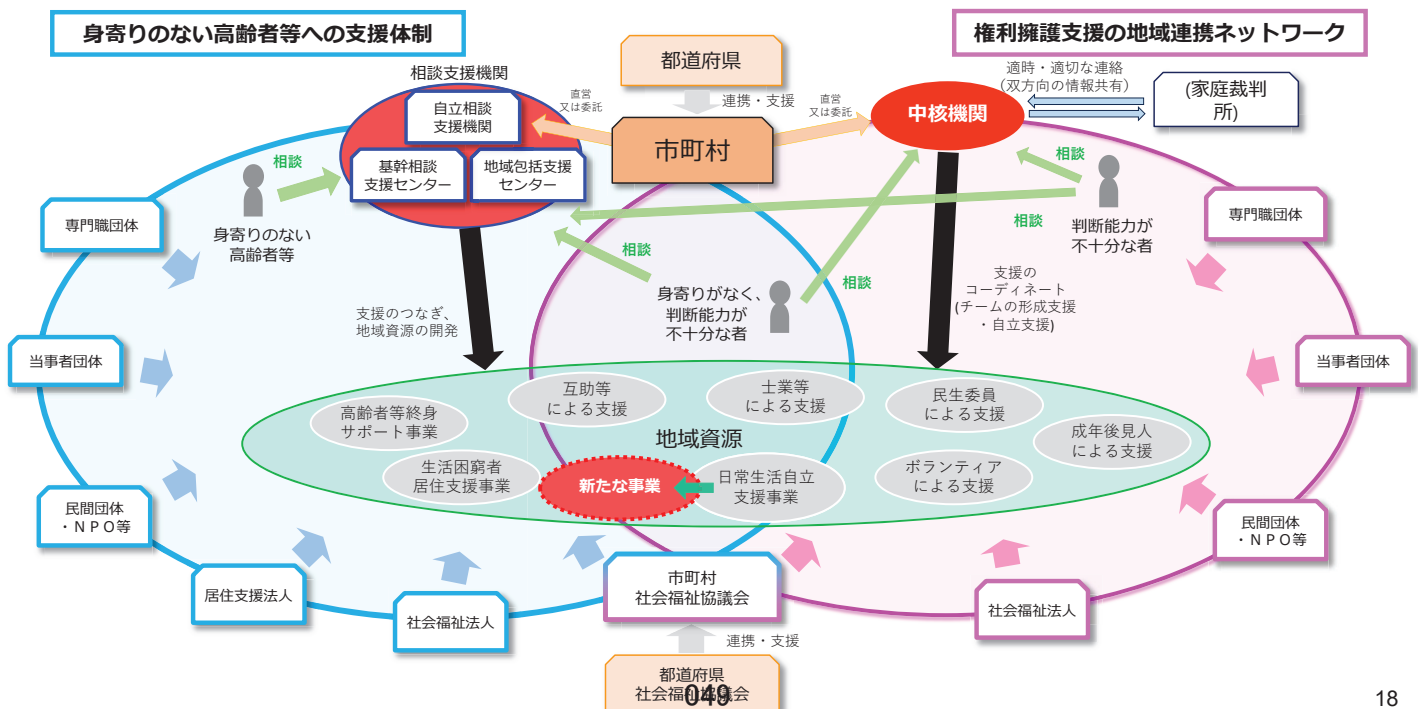 身寄りのない高齢者等への支援体制
権利擁護支援の地域連携ネットワーク
都道府県
連携・支援
市町村
直営
又は委託
直営
又は委託
相談支援機関
自立相談
支援機関
基幹相談
支援センター
地域包括支援
センター
中核機関
適時・適切な連絡
(双方向の情報共有)
(家庭裁判
所)
相談
身寄りのない
高齢者等
相談
相談
判断能力が
不十分な者
相談
相談
身寄りがなく、
判断能力が
不十分な者
支援のつなぎ、
地域資源の開発
支援の
コーディネート
(チームの形成支援
・自立支援)
専門職団体
当事者団体
民間団体
・NPO等
居住支援法人
社会福祉法人
専門職団体
当事者団体
民間団体
・NPO等
社会福祉法人
互助等
による支援
士業等
による支援
民生委員
による支援
高齢者等終身
サポート事業
地域資源
成年後見人
による支援
生活困窮者
居住支援事業
新たな事業
日常生活自立
支援事業
ボランティア
による支援
市町村
社会福祉協議会
連携・支援
都道府県
社会福祉協議会
049
18